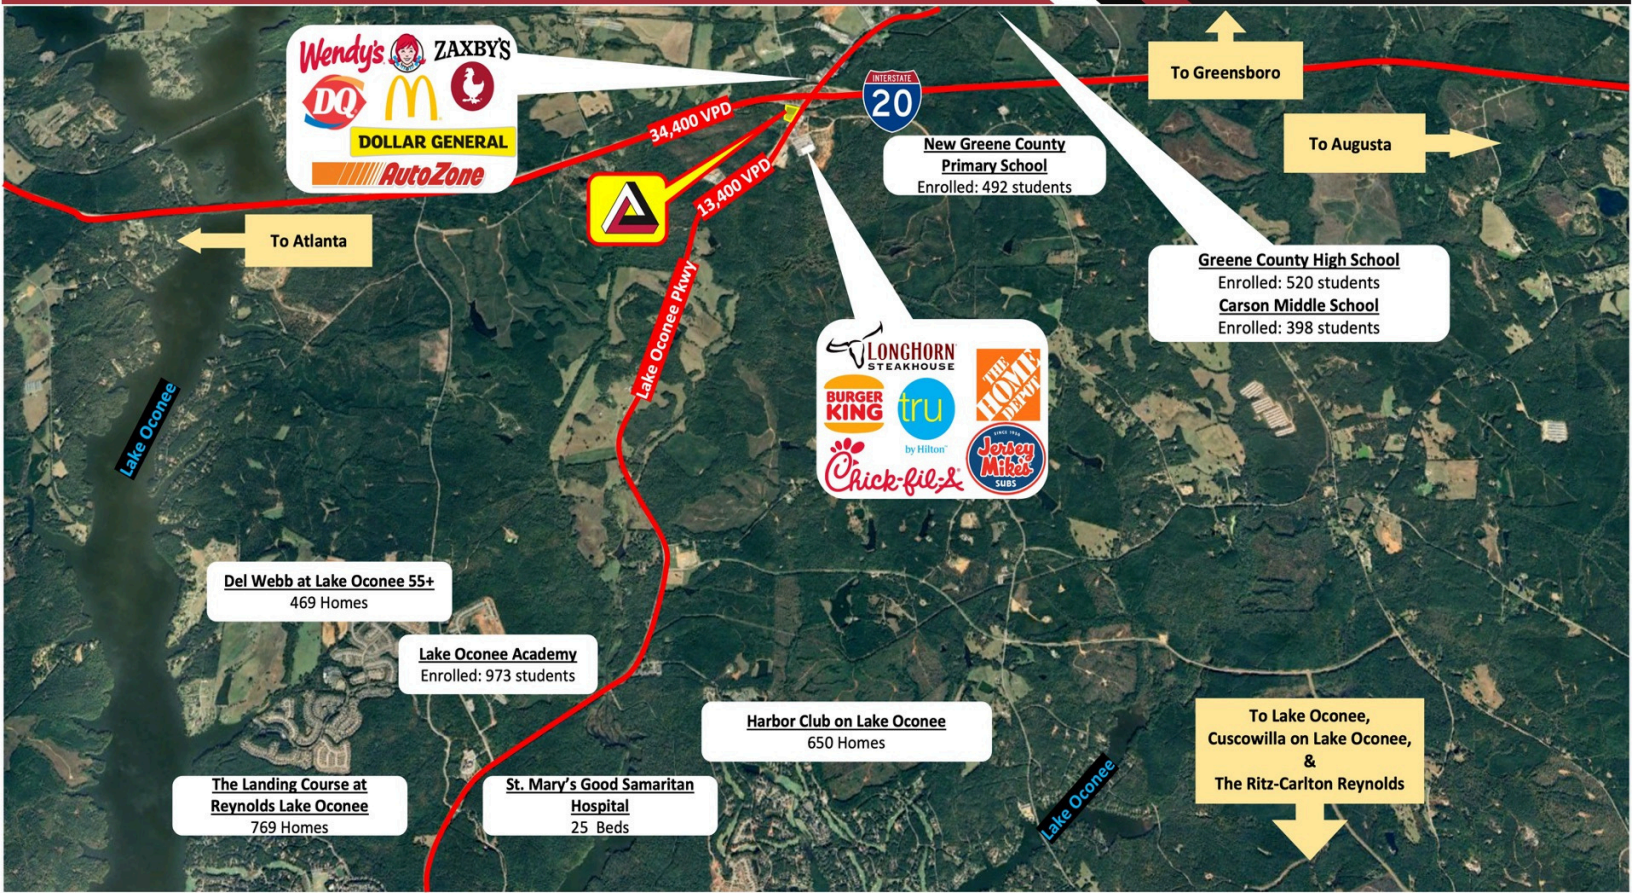 Wendy's
ZAXBY'S
DQ
M
DOLLAR GENERAL
AutoZone
34,400 VPD
13,400 VPD
INTERSTATE
20
To Greensboro
To Augusta
To Atlanta
New Greene County
Primary School
Enrolled: 492 students
Greene County High School
Enrolled: 520 students
Carson Middle School
Enrolled: 398 students
Lake Oconee Pkwy
LONGHORN
STEAKHOUSE
THE
HOME
DEPOT
BURGER
KING
tru
by Hilton
SINCE 1956
Jersey
Mike's
SUBS
Chick-fil-A
Lake Oconee
Del Webb at Lake Oconee 55+
469 Homes
Lake Oconee Academy
Enrolled: 973 students
Harbor Club on Lake Oconee
650 Homes
To Lake Oconee,
Cuscowilla on Lake Oconee,
&
The Ritz-Carlton Reynolds
The Landing Course at
Reynolds Lake Oconee
769 Homes
St. Mary's Good Samaritan
Hospital
25 Beds
Lake Oconee